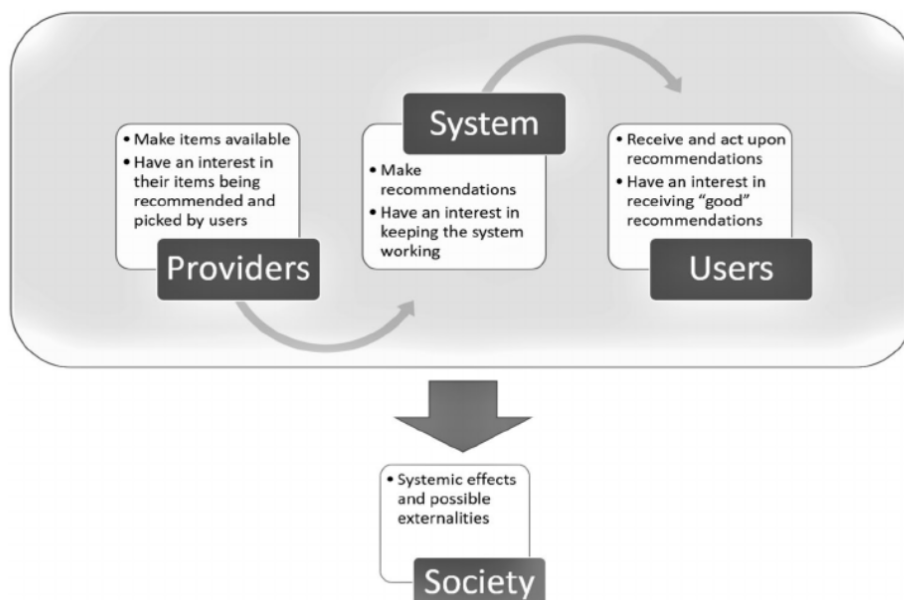 • Make items available
• Have an interest in
their items being
recommended and
picked by users
Providers
System
• Make
recommendations
• Have an interest in
keeping the system
working
• Receive and act upon
recommendations
• Have an interest in
receiving “good”
recommendations
Users
• Systemic effects
and possible
externalities
Society